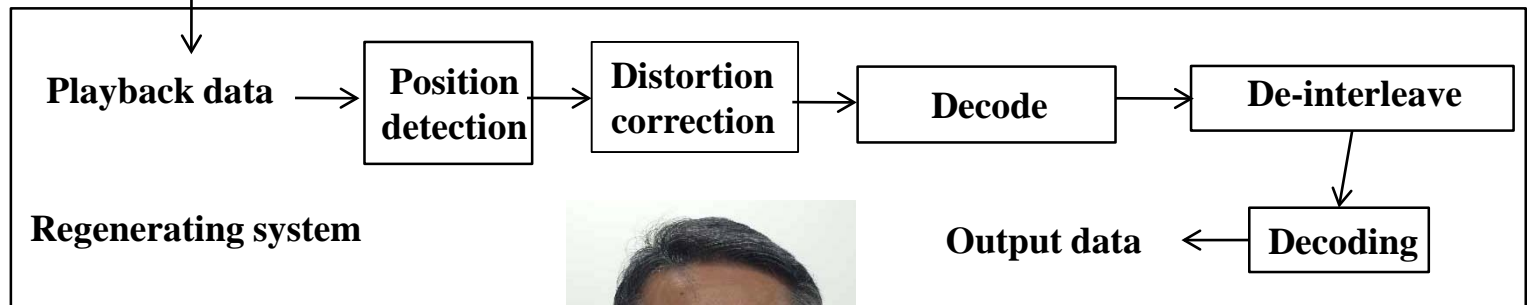 Playback data
Position
detection
Distortion
correction
Decode
De-interleave
Decoding
Output data
Regenerating system